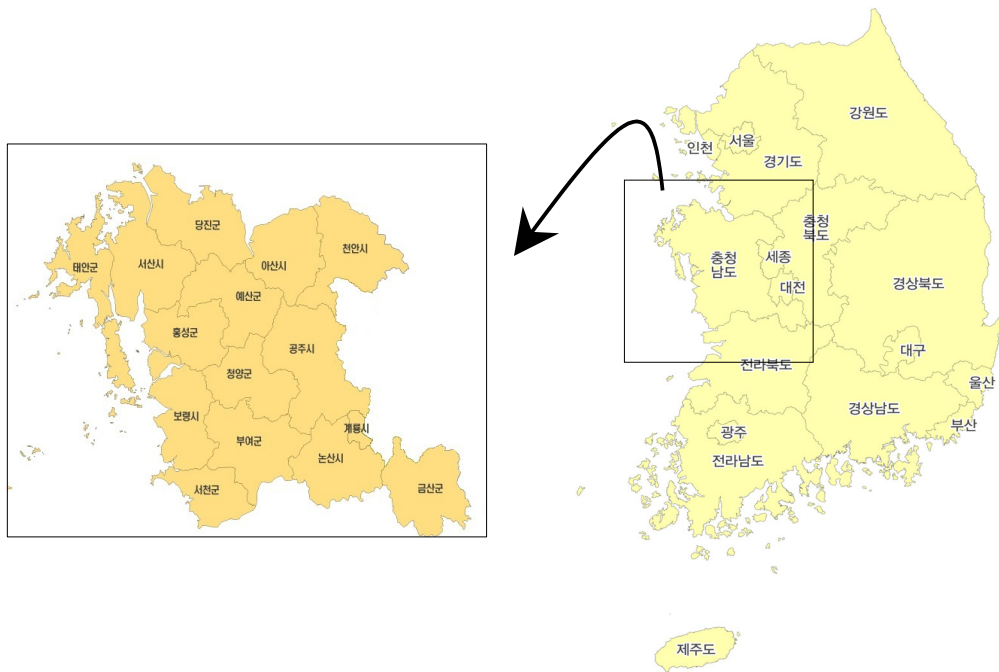 당진군
천안시
태안군
서산시
아산시
예산군
홍성군
공주시
청양군
보령시
계룡시
부여군
논산시
서천군
금산군
강원도
서울
인천
경기도
충청
북도
충청
남도
세종
대전
경상북도
전라북도
대구
울산
경상남도
부산
광주
전라남도
제주도